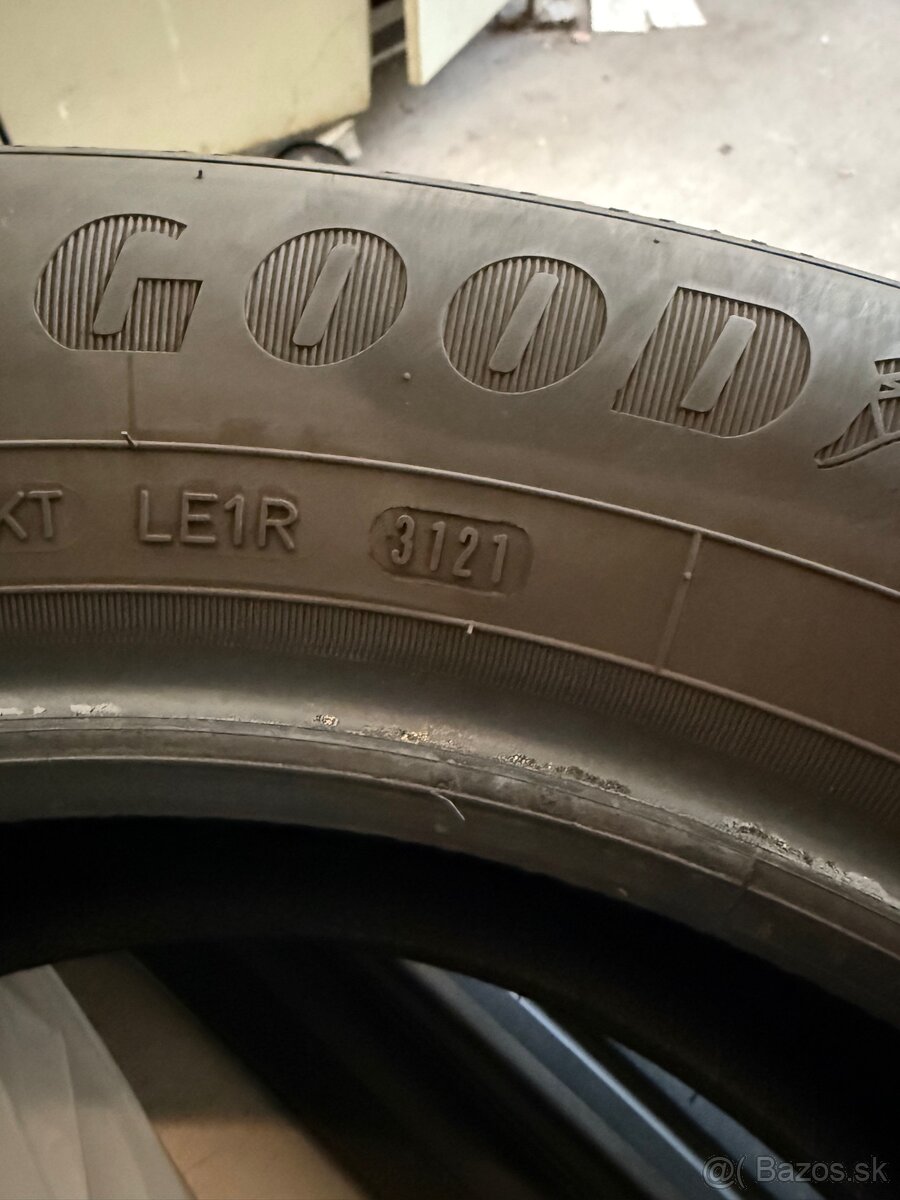 GOOD
KT LE1R 3121
@( Bazos.sk